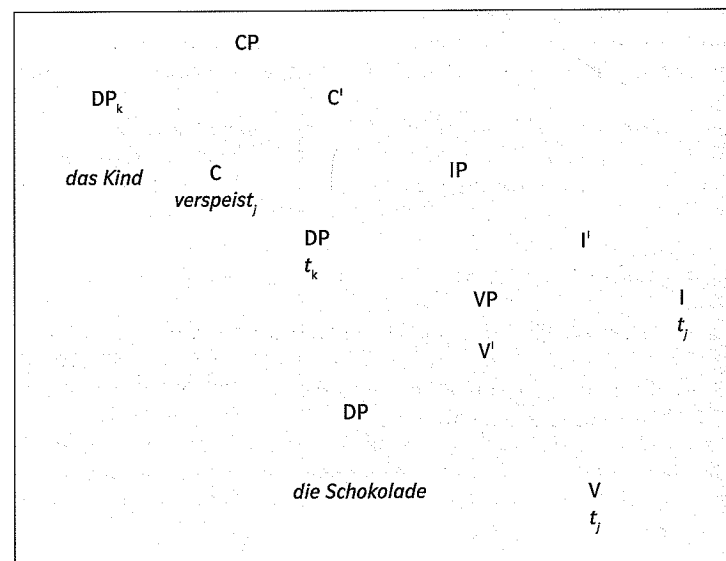 CP
DPₖ C'
das Kind C IP
verspeistⱼ
DP I'
tₖ
VP I
tⱼ
V'
DP
die Schokolade V
tⱼ